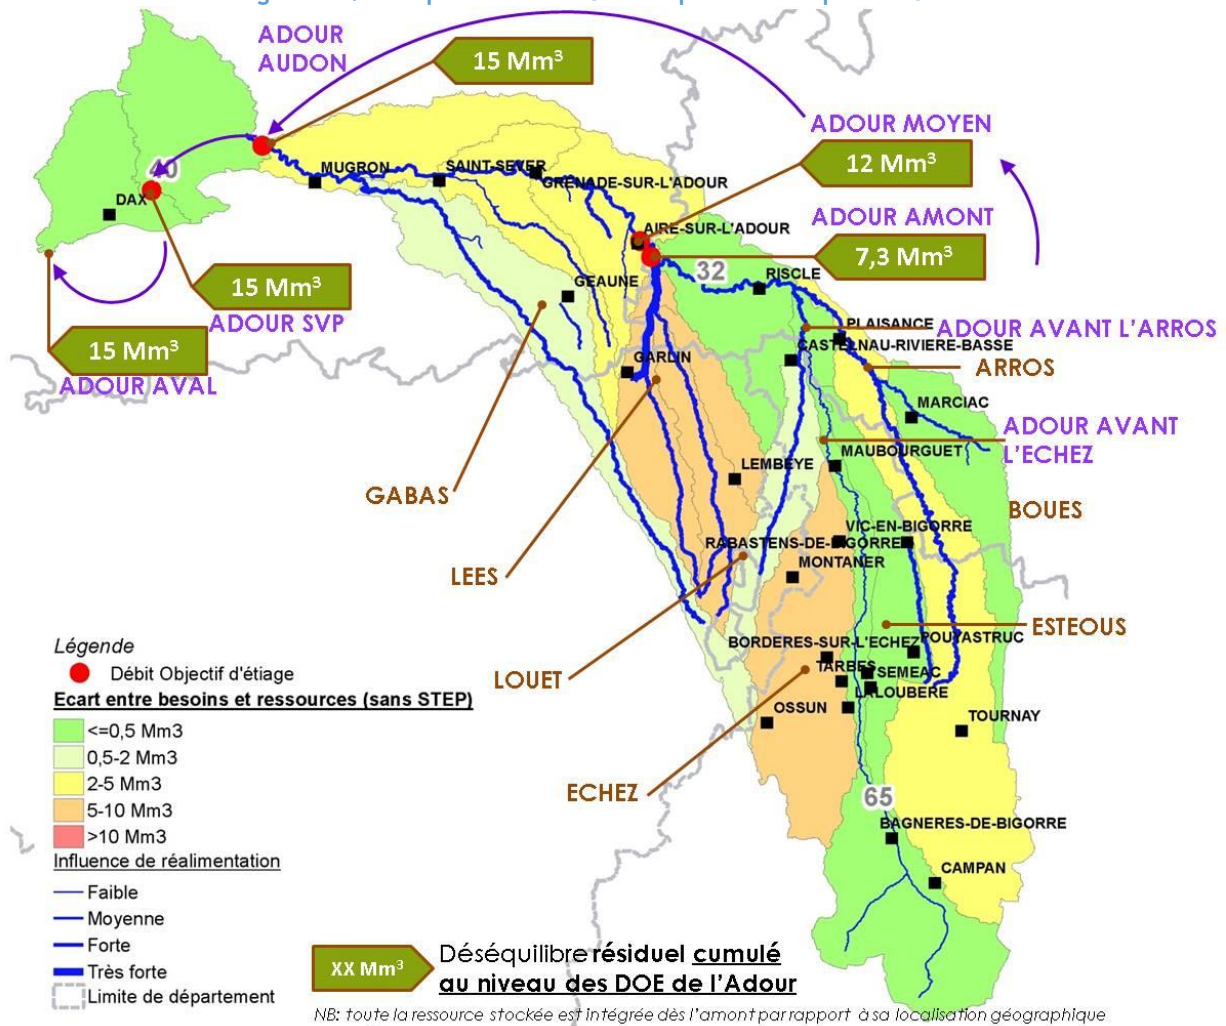 ADOUR
AUDON
15 Mm³
ADOUR MOYEN
12 Mm³
ADOUR AMONT
7,3 Mm³
MUGRON
SAINT-SEVER
GRENADE-SUR-L'ADOUR
40
DAX
AIRE-SUR-L'ADOUR
32
RISCLE
GEAUNE
15 Mm³
ADOUR SVP
15 Mm³
ADOUR AVAL
PLAISANCE
ADOUR AVANT L'ARROS
CASTELNAU-RIVIERE-BASSE
GARLIN
ARROS
MARCIAC
ADOUR AVANT
L'ECHEZ
MAUBOURGUET
LEMBEYE
GABAS
BOUES
VIC-EN-BIGORRE
RABASTENS-DE-BIGORRE
MONTANER
LEES
ESTEOUS
BORDERES-SUR-L'ECHEZ
POUYASTRUC
TARBES
SEMEAC
LALOUBERE
LOUET
OSSUN
TOURNAY
ECHEZ
65
BAGNERES-DE-BIGORRE
CAMPAN
Légende
Débit Objectif d'étiage
Ecart entre besoins et ressources (sans STEP)
<=0,5 Mm3
0,5-2 Mm3
2-5 Mm3
5-10 Mm3
>10 Mm3
Influence de réalimentation
Faible
Moyenne
Forte
Très forte
Limite de département
XX Mm³
Déséquilibre résiduel cumulé
au niveau des DOE de l'Adour
NB: toute la ressource stockée est intégrée dès l'amont par rapport à sa localisation géographique